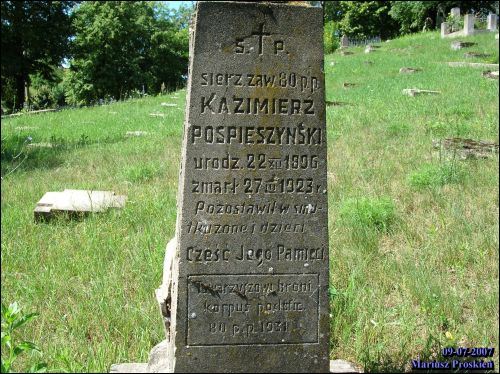 Ś. † P.
sierż. zaw. 80 p.p.
KAZIMIERZ
POSPIESZYŃSKI
urodz. 22 XII 1896
zmarł 27 III 1923 r.
Pozostawił w smu-
tku żonę i dzieci
Cześć Jego Pamięci
Towarzyszow. broni
korpus podofic.
80 p.p. 1931
09-07-2007
Mariusz Proskień